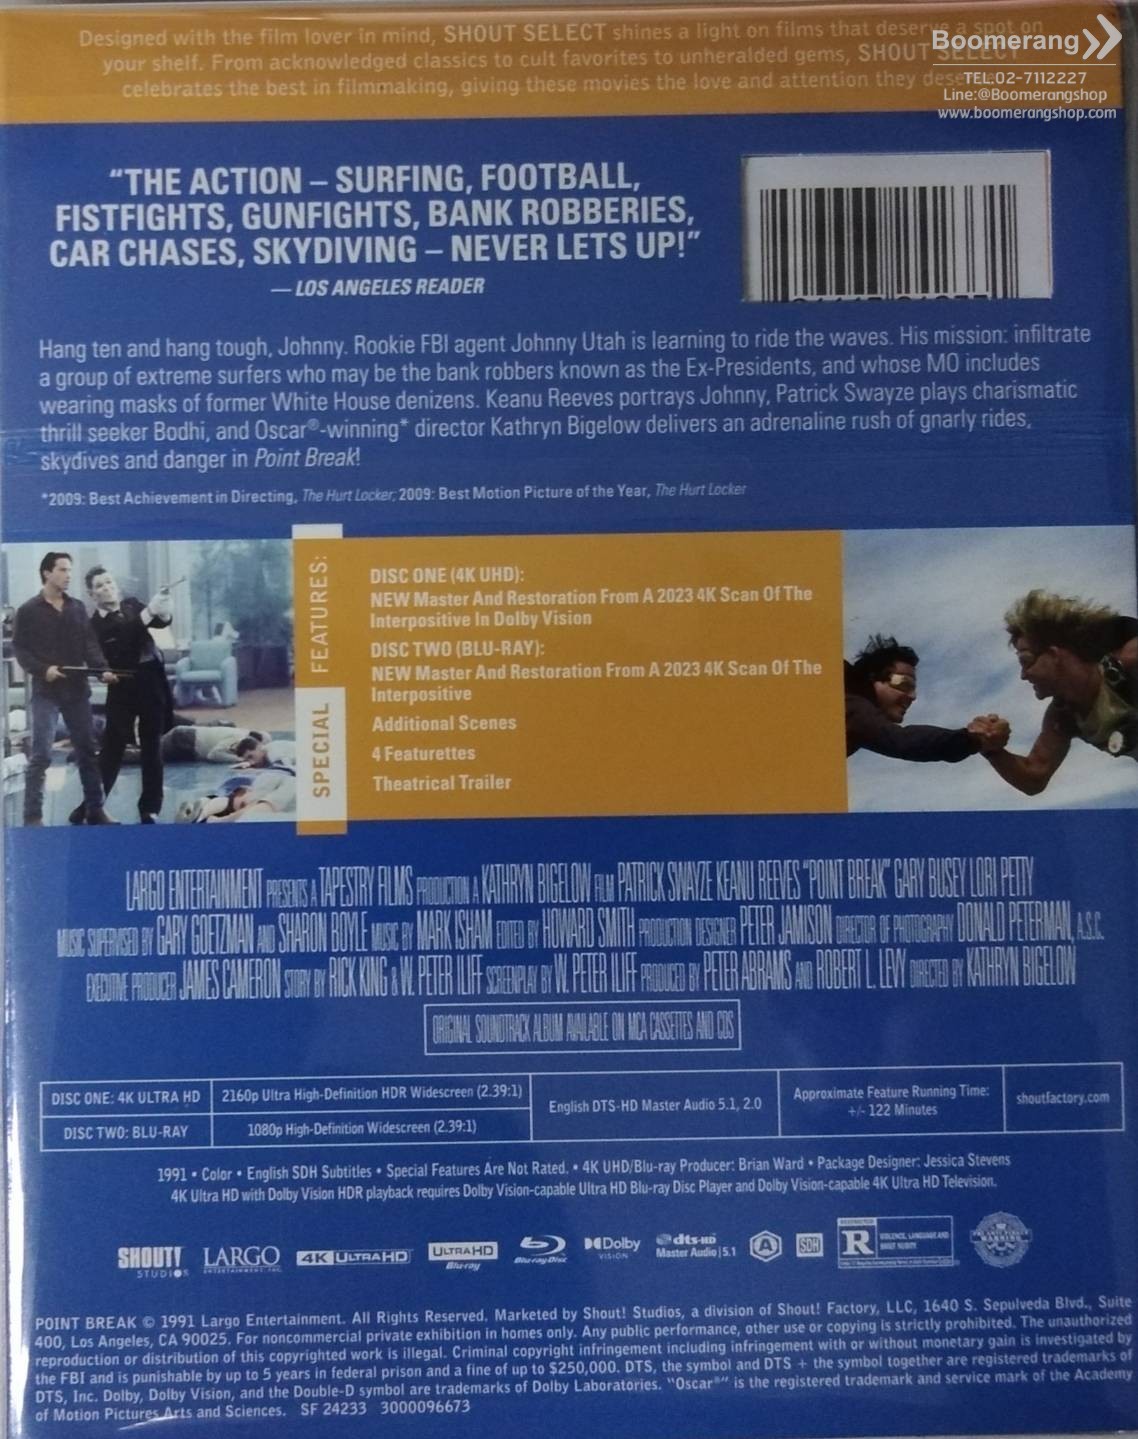 Designed with the film lover in mind, SHOUT SELECT shines a light on films that deserve a spot on
your shelf. From acknowledged classics to cult favorites to unheralded gems, SHOUT SELECT
celebrates the best in filmmaking, giving these movies the love and attention they
Boomerang
TEL.02-7112227
Line:@Boomerangshop
www.boomerangshop.com
“THE ACTION – SURFING, FOOTBALL,
FISTFIGHTS, GUNFIGHTS, BANK ROBBERIES,
CAR CHASES, SKYDIVING – NEVER LETS UP!”
— LOS ANGELES READER
Hang ten and hang tough, Johnny. Rookie FBI agent Johnny Utah is learning to ride the waves. His mission: infiltrate
a group of extreme surfers who may be the bank robbers known as the Ex-Presidents, and whose MO includes
wearing masks of former White House denizens. Keanu Reeves portrays Johnny, Patrick Swayze plays charismatic
thrill seeker Bodhi, and Oscar®-winning* director Kathryn Bigelow delivers an adrenaline rush of gnarly rides,
skydives and danger in Point Break!
*2009: Best Achievement in Directing, The Hurt Locker; 2009: Best Motion Picture of the Year, The Hurt Locker
SPECIAL FEATURES:
DISC ONE (4K UHD):
NEW Master And Restoration From A 2023 4K Scan Of The
Interpositive In Dolby Vision
DISC TWO (BLU-RAY):
NEW Master And Restoration From A 2023 4K Scan Of The
Interpositive
Additional Scenes
4 Featurettes
Theatrical Trailer
LARGO ENTERTAINMENT PRESENTS A TAPESTRY FILMS PRODUCTION A KATHRYN BIGELOW FILM PATRICK SWAYZE KEANU REEVES “POINT BREAK” GARY BUSEY LORI PETTY
MUSIC SUPERVISED BY GARY GOETZMAN AND SHARON BOYLE MUSIC BY MARK ISHAM EDITED BY HOWARD SMITH PRODUCTION DESIGNER PETER JAMISON DIRECTOR OF PHOTOGRAPHY DONALD PETERMAN, A.S.C.
EXECUTIVE PRODUCER JAMES CAMERON STORY BY RICK KING & W. PETER ILIFF SCREENPLAY BY W. PETER ILIFF PRODUCED BY PETER ABRAMS AND ROBERT L. LEVY DIRECTED BY KATHRYN BIGELOW
ORIGINAL SOUNDTRACK ALBUM AVAILABLE ON MCA CASSETTES AND CDS
DISC ONE: 4K ULTRA HD 2160p Ultra High-Definition HDR Widescreen (2.39:1)
DISC TWO: BLU-RAY 1080p High-Definition Widescreen (2.39:1)
English DTS-HD Master Audio 5.1, 2.0
Approximate Feature Running Time:
+/- 122 Minutes
shoutfactory.com
1991 • Color • English SDH Subtitles • Special Features Are Not Rated. • 4K UHD/Blu-ray Producer: Brian Ward • Package Designer: Jessica Stevens
4K Ultra HD with Dolby Vision HDR playback requires Dolby Vision-capable Ultra HD Blu-ray Disc Player and Dolby Vision-capable 4K Ultra HD Television.
SHOUT! STUDIOS
LARGO ENTERTAINMENT, INC.
4K ULTRA HD
ULTRA HD Blu-ray
Blu-ray Disc
Dolby VISION
dts-HD Master Audio | 5.1
A
SDH
RESTRICTED
R
VIOLENCE, LANGUAGE AND
BRIEF NUDITY
POINT BREAK © 1991 Largo Entertainment. All Rights Reserved. Marketed by Shout! Studios, a division of Shout! Factory, LLC, 1640 S. Sepulveda Blvd., Suite
400, Los Angeles, CA 90025. For noncommercial private exhibition in homes only. Any public performance, other use or copying is strictly prohibited. The unauthorized
reproduction or distribution of this copyrighted work is illegal. Criminal copyright infringement including infringement with or without monetary gain is investigated by
the FBI and is punishable by up to 5 years in federal prison and a fine of up to $250,000. DTS, the symbol and DTS + the symbol together are registered trademarks of
DTS, Inc. Dolby, Dolby Vision, and the Double-D symbol are trademarks of Dolby Laboratories. "Oscar®" is the registered trademark and service mark of the Academy
of Motion Pictures Arts and Sciences. SF 24233 3000096673